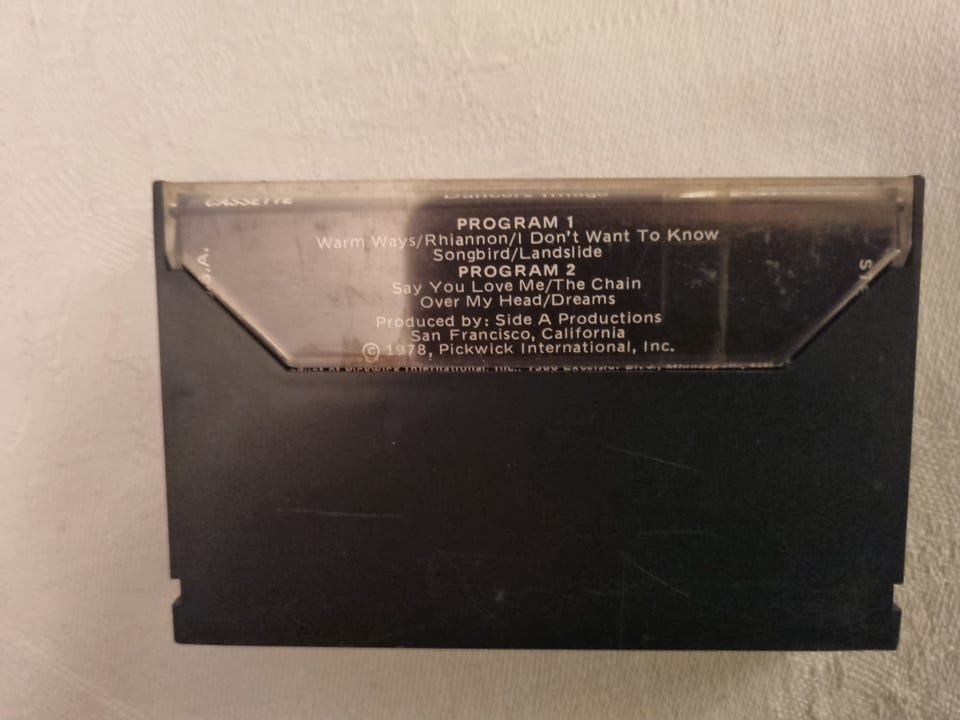 CASSETTE
PROGRAM 1
Warm Ways/Rhiannon/I Don't Want To Know
Songbird/Landslide
PROGRAM 2
Say You Love Me/The Chain
Over My Head/Dreams
Produced by: Side A Productions
San Francisco, California
© 1978, Pickwick International, Inc.